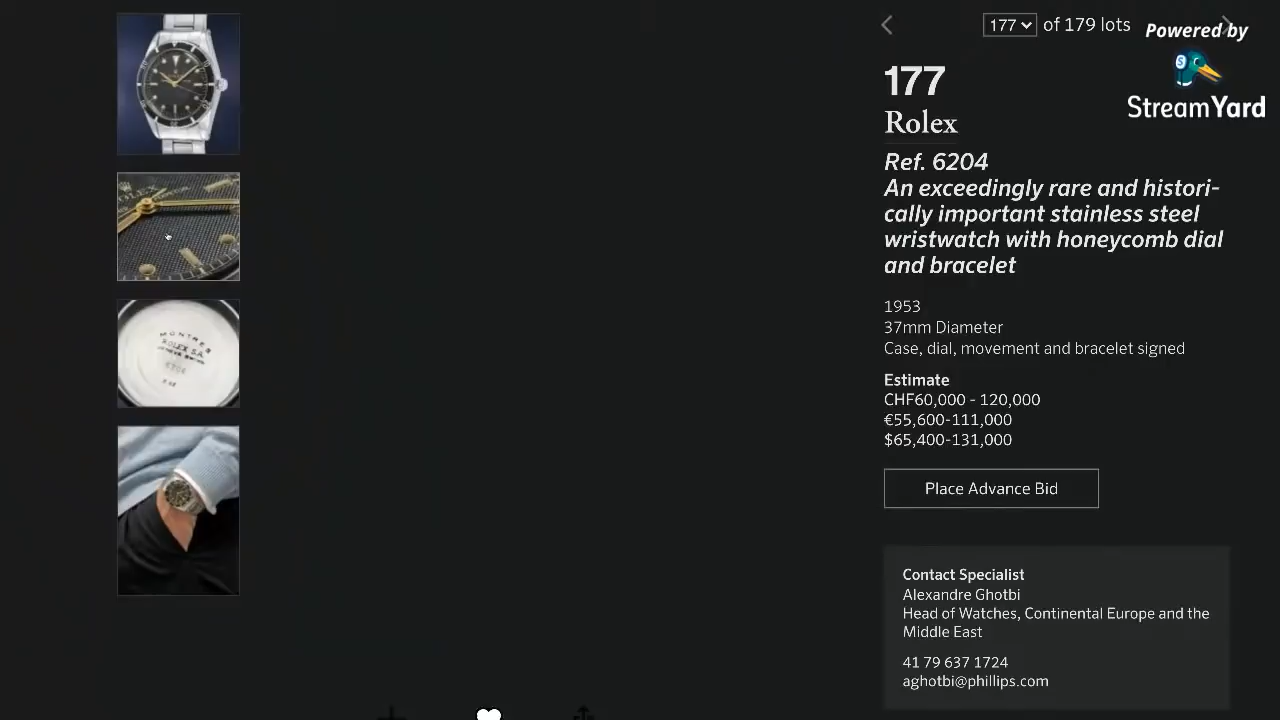 177 of 179 lots
Powered by
StreamYard
177
Rolex
Ref. 6204
An exceedingly rare and histori-
cally important stainless steel
wristwatch with honeycomb dial
and bracelet
1953
37mm Diameter
Case, dial, movement and bracelet signed
Estimate
CHF60,000 - 120,000
€55,600-111,000
$65,400-131,000
Place Advance Bid
Contact Specialist
Alexandre Ghotbi
Head of Watches, Continental Europe and the
Middle East
41 79 637 1724
aghotbi@phillips.com
MONTRES
ROLEX S.A.
6204